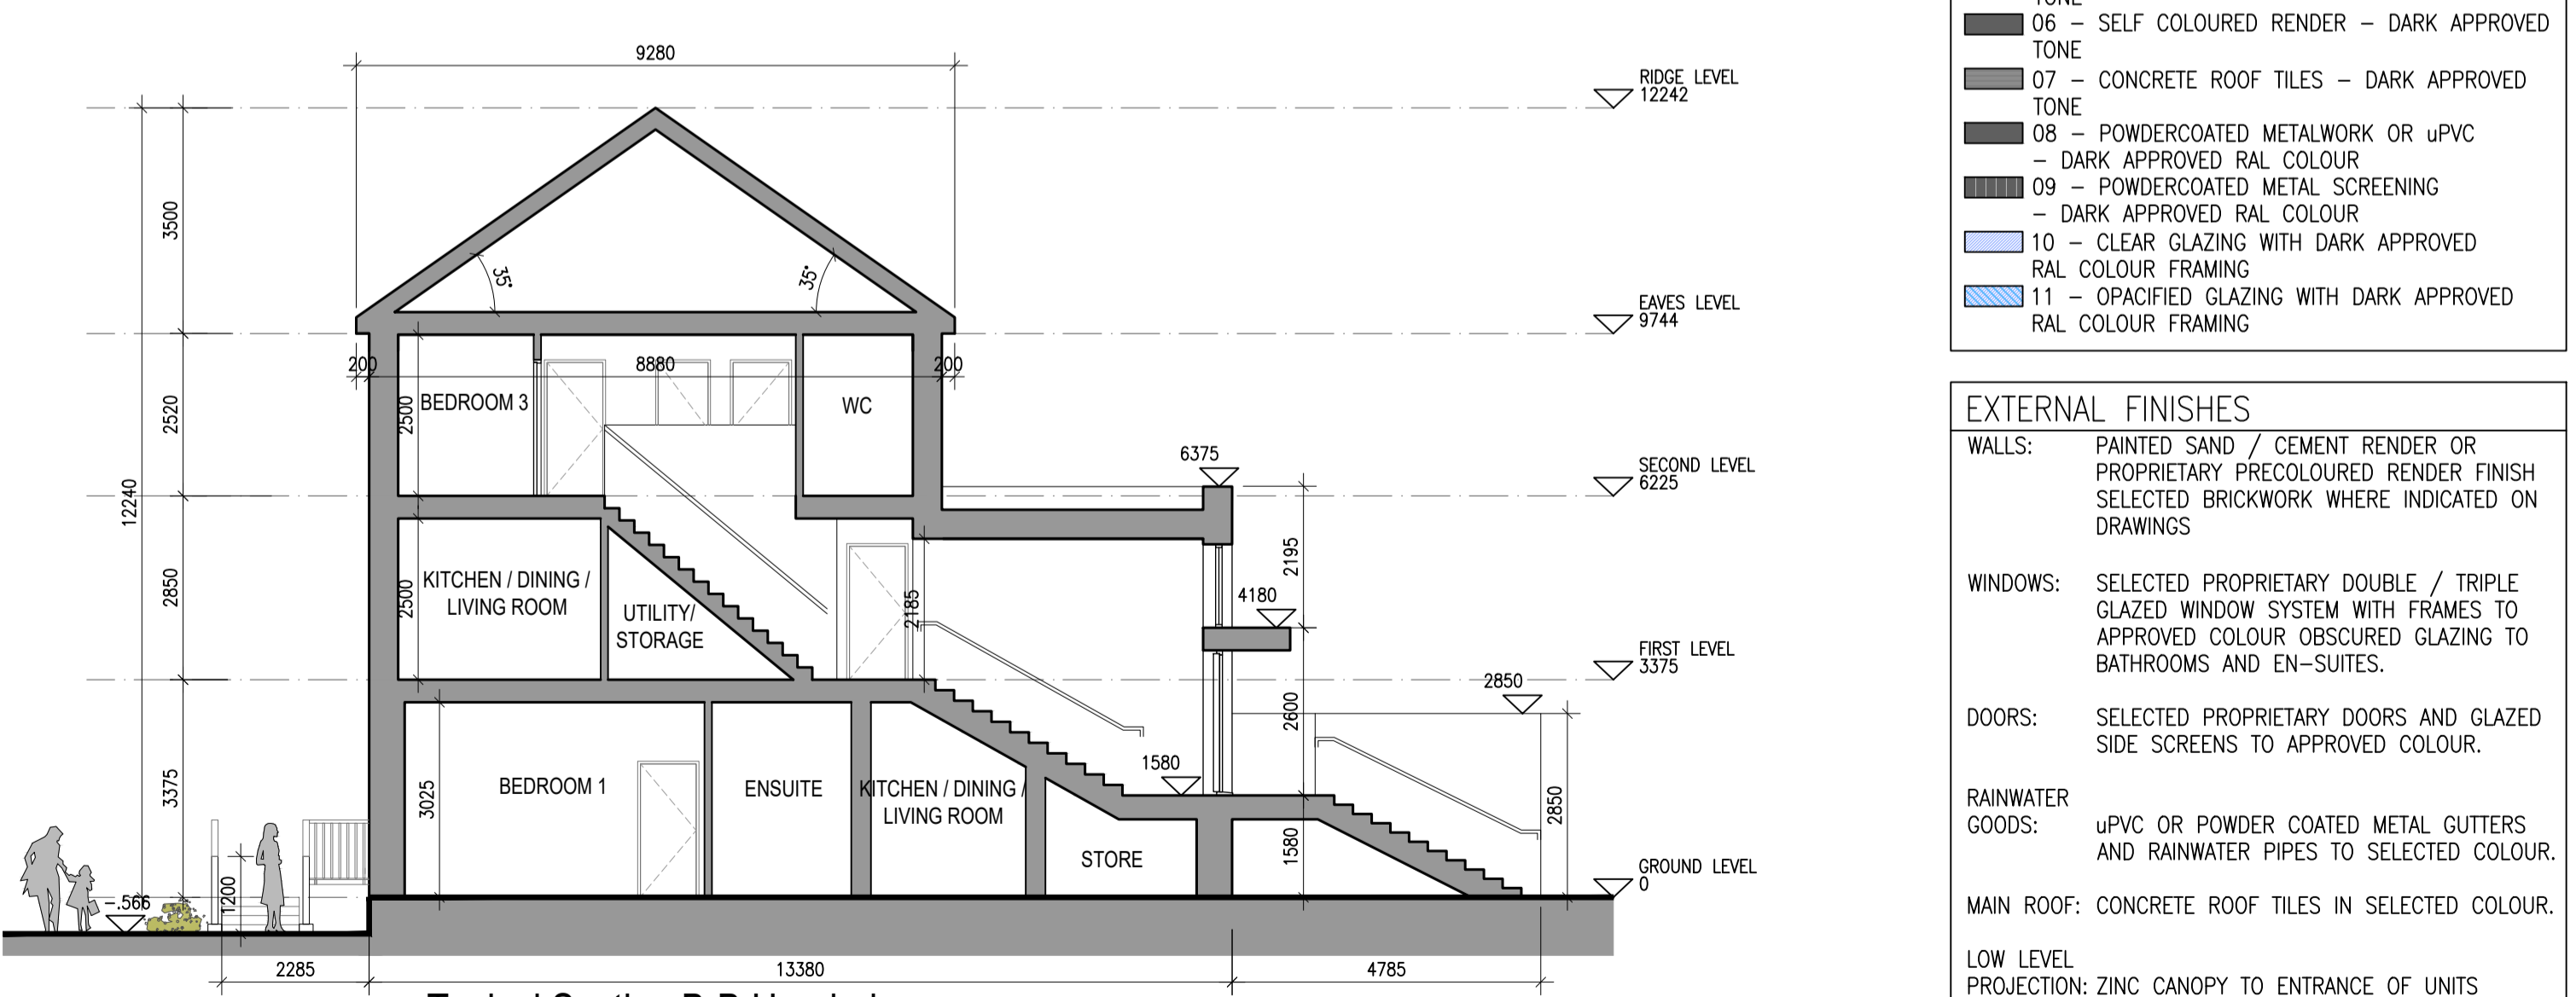 9280
RIDGE LEVEL
12242
3500
35°
35°
EAVES LEVEL
9744
200
8880
200
BEDROOM 3
WC
2500
2520
12240
6375
SECOND LEVEL
6225
KITCHEN / DINING /
LIVING ROOM
UTILITY/
STORAGE
2500
2850
2185
2195
4180
FIRST LEVEL
3375
2850
2600
1580
BEDROOM 1
ENSUITE
KITCHEN / DINING /
LIVING ROOM
STORE
3025
3375
1580
2850
GROUND LEVEL
0
-.566
1200
2285
13380
4785
TONE
06 – SELF COLOURED RENDER – DARK APPROVED
TONE
07 – CONCRETE ROOF TILES – DARK APPROVED
TONE
08 – POWDERCOATED METALWORK OR uPVC
– DARK APPROVED RAL COLOUR
09 – POWDERCOATED METAL SCREENING
– DARK APPROVED RAL COLOUR
10 – CLEAR GLAZING WITH DARK APPROVED
RAL COLOUR FRAMING
11 – OPACIFIED GLAZING WITH DARK APPROVED
RAL COLOUR FRAMING
EXTERNAL FINISHES
WALLS: PAINTED SAND / CEMENT RENDER OR
PROPRIETARY PRECOLOURED RENDER FINISH
SELECTED BRICKWORK WHERE INDICATED ON
DRAWINGS
WINDOWS: SELECTED PROPRIETARY DOUBLE / TRIPLE
GLAZED WINDOW SYSTEM WITH FRAMES TO
APPROVED COLOUR OBSCURED GLAZING TO
BATHROOMS AND EN-SUITES.
DOORS: SELECTED PROPRIETARY DOORS AND GLAZED
SIDE SCREENS TO APPROVED COLOUR.
RAINWATER
GOODS: uPVC OR POWDER COATED METAL GUTTERS
AND RAINWATER PIPES TO SELECTED COLOUR.
MAIN ROOF: CONCRETE ROOF TILES IN SELECTED COLOUR.
LOW LEVEL
PROJECTION: ZINC CANOPY TO ENTRANCE OF UNITS